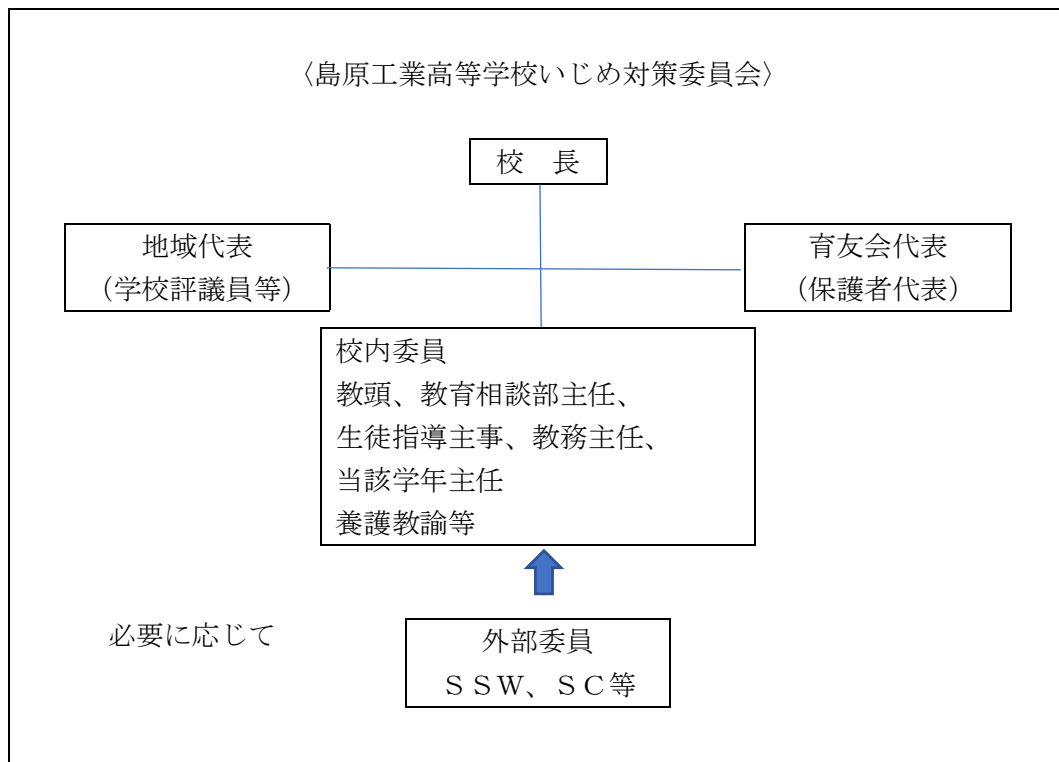 〈島原工業高等学校いじめ対策委員会〉
校　長
地域代表
（学校評議員等）
育友会代表
（保護者代表）
校内委員
教頭、教育相談部主任、
生徒指導主事、教務主任、
当該学年主任
養護教諭等
必要に応じて
外部委員
ＳＳＷ、ＳＣ等